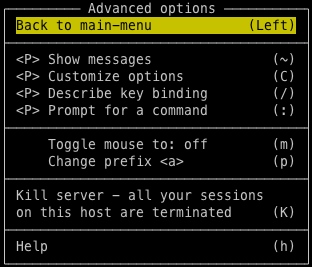 Advanced options
Back to main-menu (Left)
<P> Show messages (~)
<P> Customize options (C)
<P> Describe key binding (/)
<P> Prompt for a command (:)
Toggle mouse to: off (m)
Change prefix <a> (p)
Kill server - all your sessions
on this host are terminated (K)
Help (h)